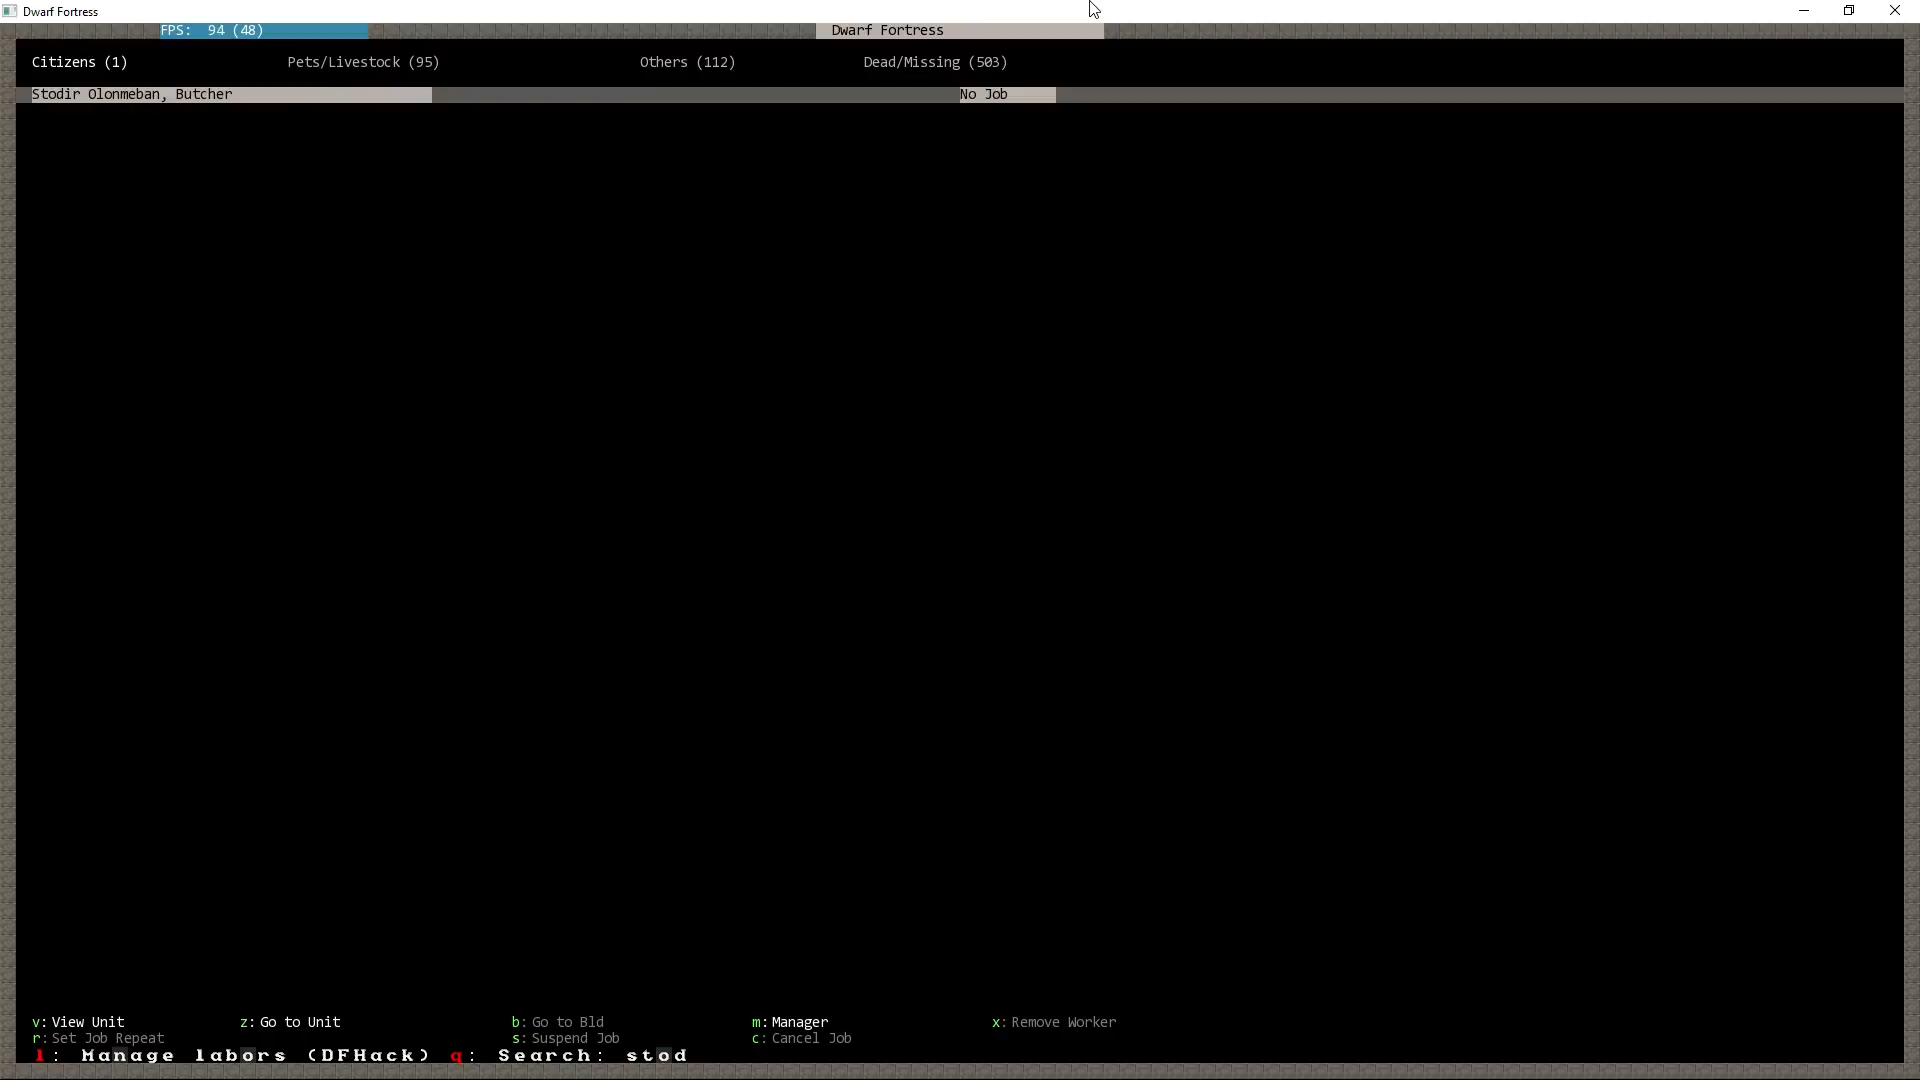 Dwarf Fortress
FPS: 94 (48) Dwarf Fortress
Citizens (1) Pets/Livestock (95) Others (112) Dead/Missing (503)
Stodir Olonmeban, Butcher No Job
v: View Unit z: Go to Unit b: Go to Bld m: Manager x: Remove Worker
r: Set Job Repeat s: Suspend Job c: Cancel Job
l: Manage labors (DFHack) q: Search: stod